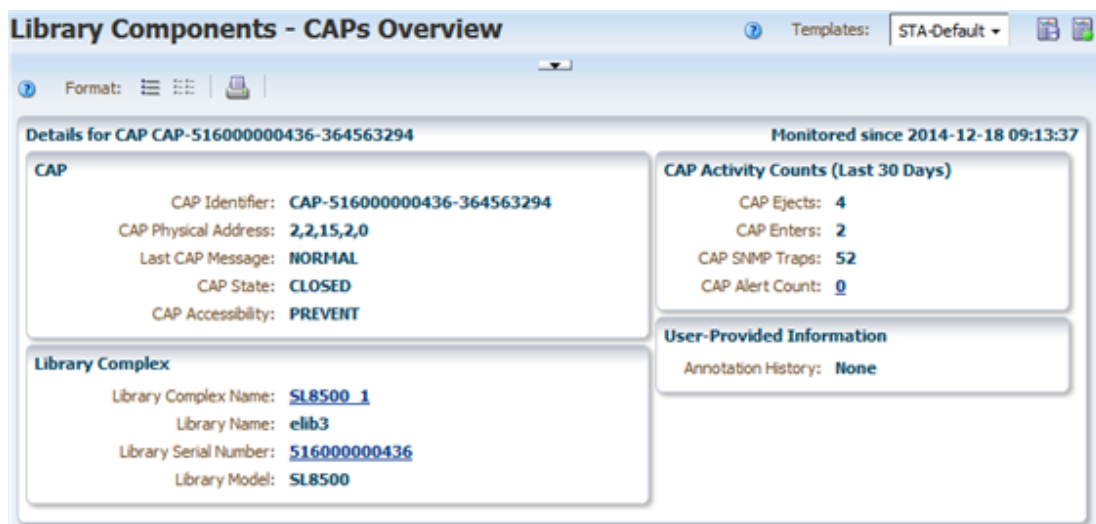 Library Components - CAPs Overview
Templates: STA-Default
Format:
Details for CAP CAP-516000000436-364563294 Monitored since 2014-12-18 09:13:37
CAP
CAP Identifier: CAP-516000000436-364563294
CAP Physical Address: 2,2,15,2,0
Last CAP Message: NORMAL
CAP State: CLOSED
CAP Accessibility: PREVENT
CAP Activity Counts (Last 30 Days)
CAP Ejects: 4
CAP Enters: 2
CAP SNMP Traps: 52
CAP Alert Count: 0
Library Complex
Library Complex Name: SL8500_1
Library Name: elib3
Library Serial Number: 516000000436
Library Model: SL8500
User-Provided Information
Annotation History: None